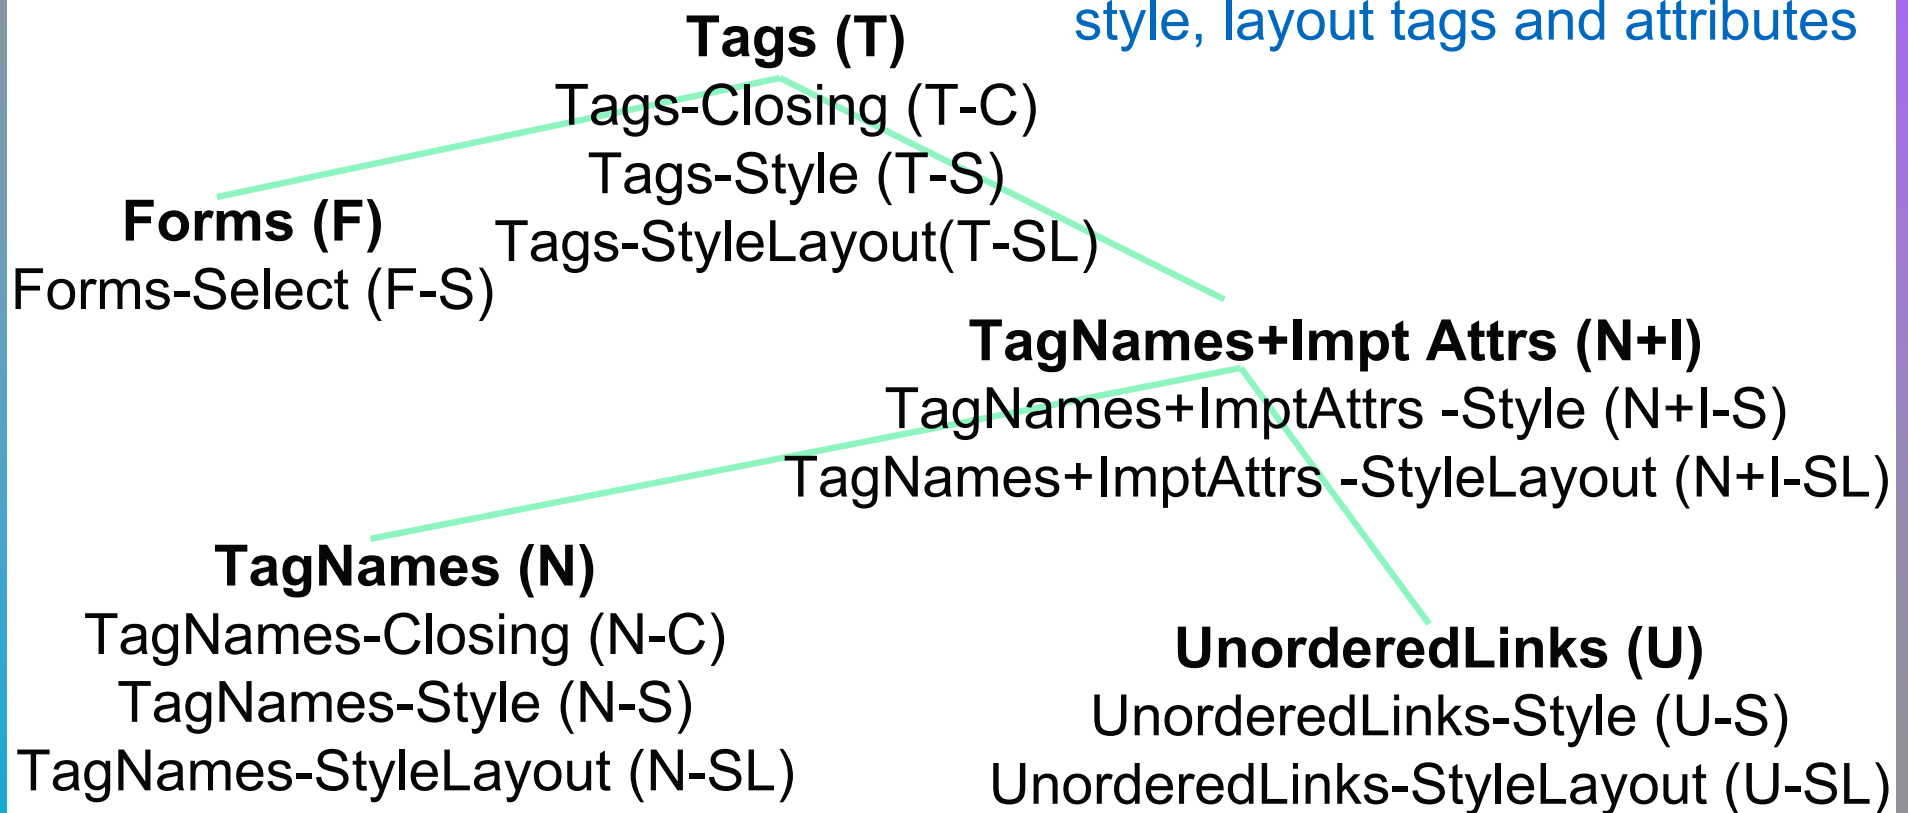 style, layout tags and attributes
Tags (T)
Tags-Closing (T-C)
Tags-Style (T-S)
Tags-StyleLayout(T-SL)
Forms (F)
Forms-Select (F-S)
TagNames+Impt Attrs (N+I)
TagNames+ImptAttrs -Style (N+I-S)
TagNames+ImptAttrs -StyleLayout (N+I-SL)
TagNames (N)
TagNames-Closing (N-C)
TagNames-Style (N-S)
TagNames-StyleLayout (N-SL)
UnorderedLinks (U)
UnorderedLinks-Style (U-S)
UnorderedLinks-StyleLayout (U-SL)